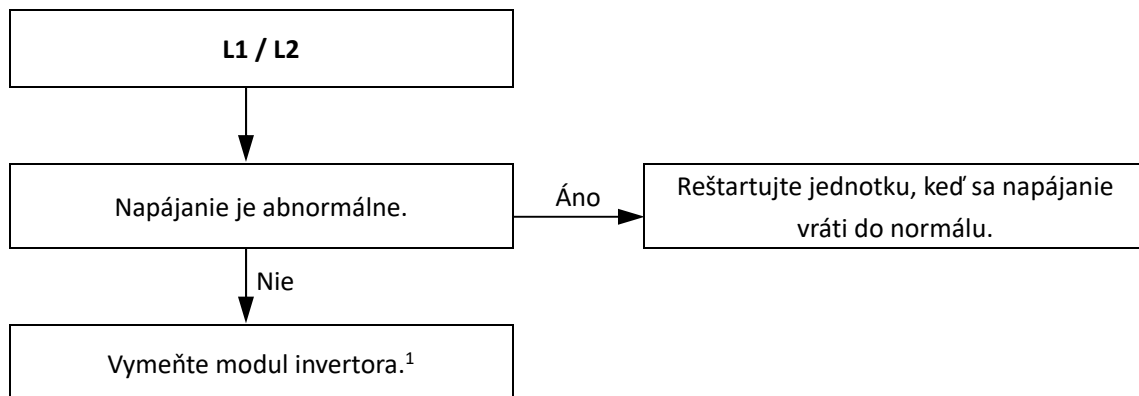 L1 / L2
Napájanie je abnormálne.
Áno
Reštartujte jednotku, keď sa napájanie
vráti do normálu.
Nie
Vymeňte modul invertora.¹